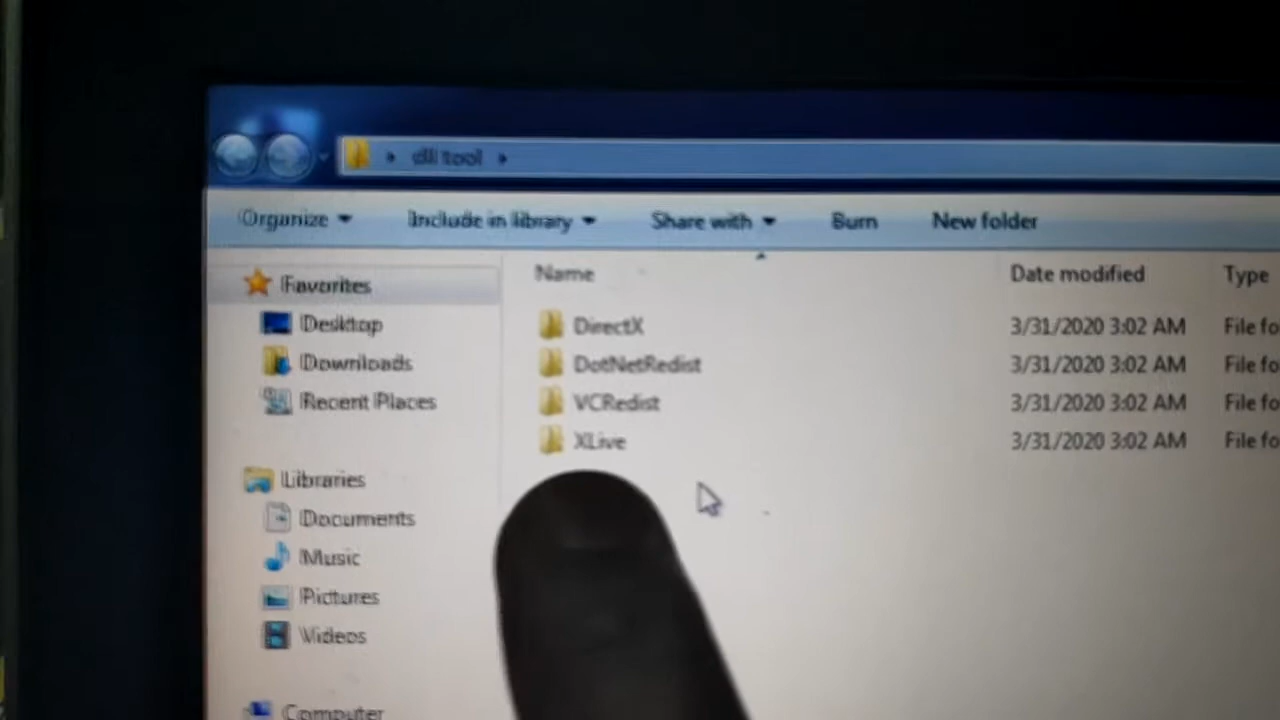 dll tool
Organize Include in library Share with Burn New folder
Name Date modified Type
Favorites
Desktop
Downloads
Recent Places
DirectX 3/31/2020 3:02 AM File fo
DotNetRedist 3/31/2020 3:02 AM File fo
VCRedist 3/31/2020 3:02 AM File fo
XLive 3/31/2020 3:02 AM File fo
Libraries
Documents
Music
Pictures
Videos
Computer